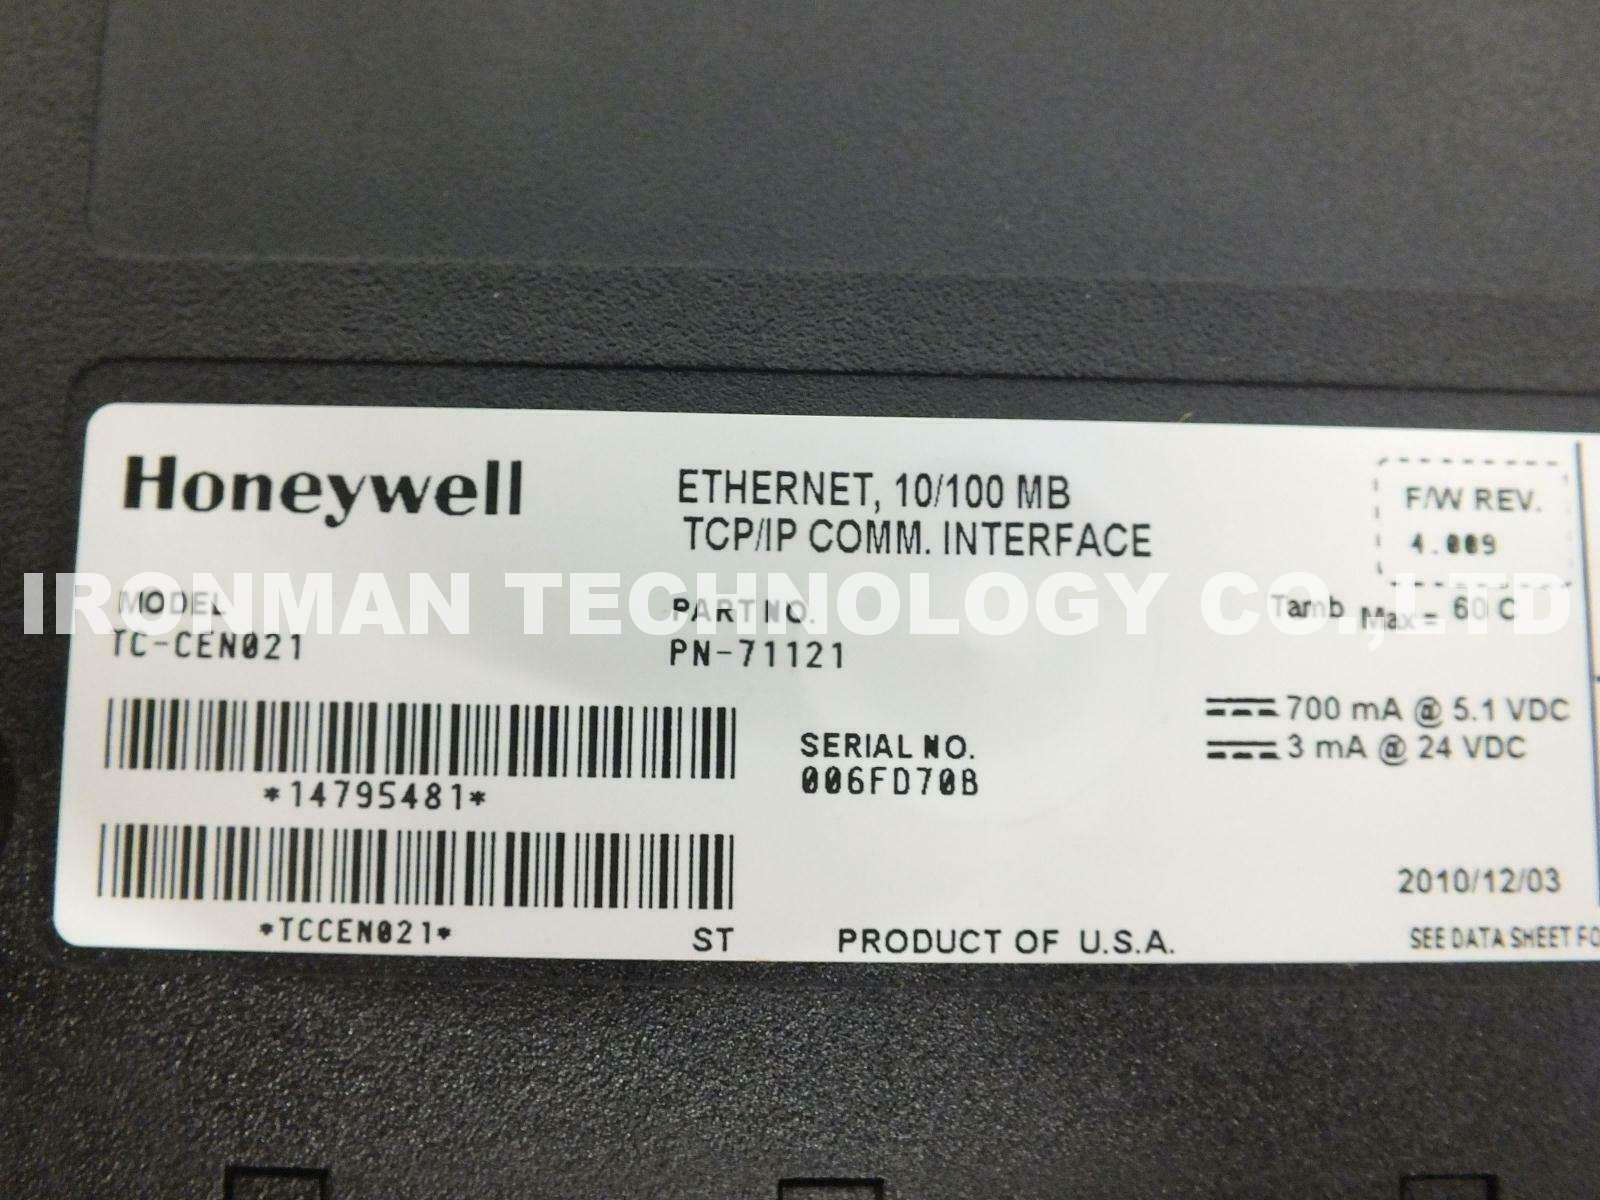 Honeywell
ETHERNET, 10/100 MB
TCP/IP COMM. INTERFACE
F/W REV.
4.009
IRONMAN TECHNOLOGY CO.,LTD
MODEL
TC-CEN021
PART NO.
PN-71121
Tamb Max = 60 C
700 mA @ 5.1 VDC
3 mA @ 24 VDC
SERIAL NO.
006FD70B
*14795481*
*TCCEN021*
ST
PRODUCT OF U.S.A.
2010/12/03
SEE DATA SHEET FO